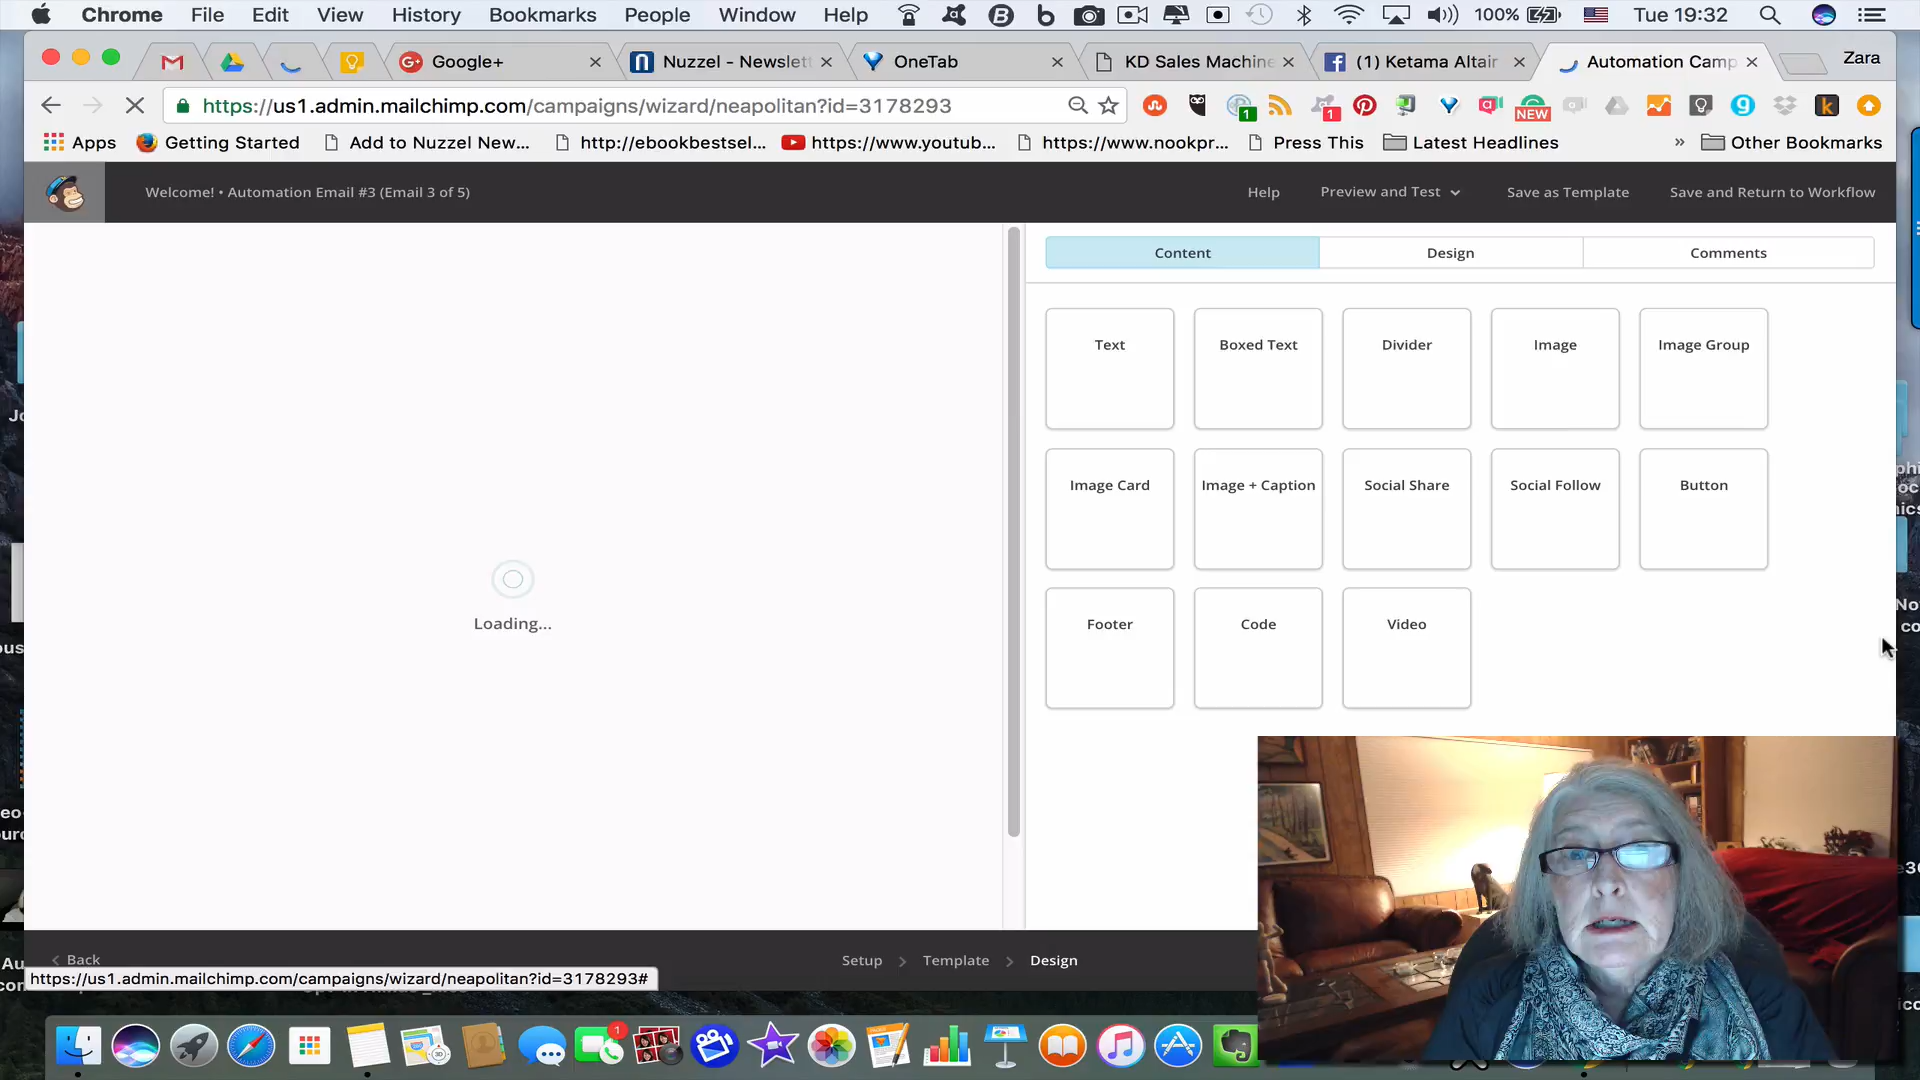 Chrome File Edit View History Bookmarks People Window Help 100% Tue 19:32
Google+ Nuzzel - Newslet OneTab KD Sales Machine (1) Ketama Altair Automation Camp Zara
https://us1.admin.mailchimp.com/campaigns/wizard/neapolitan?id=3178293 1 1 NEW
Apps Getting Started Add to Nuzzel New... http://ebookbestsel... https://www.youtub... https://www.nookpr... Press This Latest Headlines » Other Bookmarks
Welcome! • Automation Email #3 (Email 3 of 5) Help Preview and Test Save as Template Save and Return to Workflow
Content Design Comments
Text Boxed Text Divider Image Image Group
Image Card Image + Caption Social Share Social Follow Button
Loading...
Footer Code Video
Back Setup Template Design
https://us1.admin.mailchimp.com/campaigns/wizard/neapolitan?id=3178293#
1